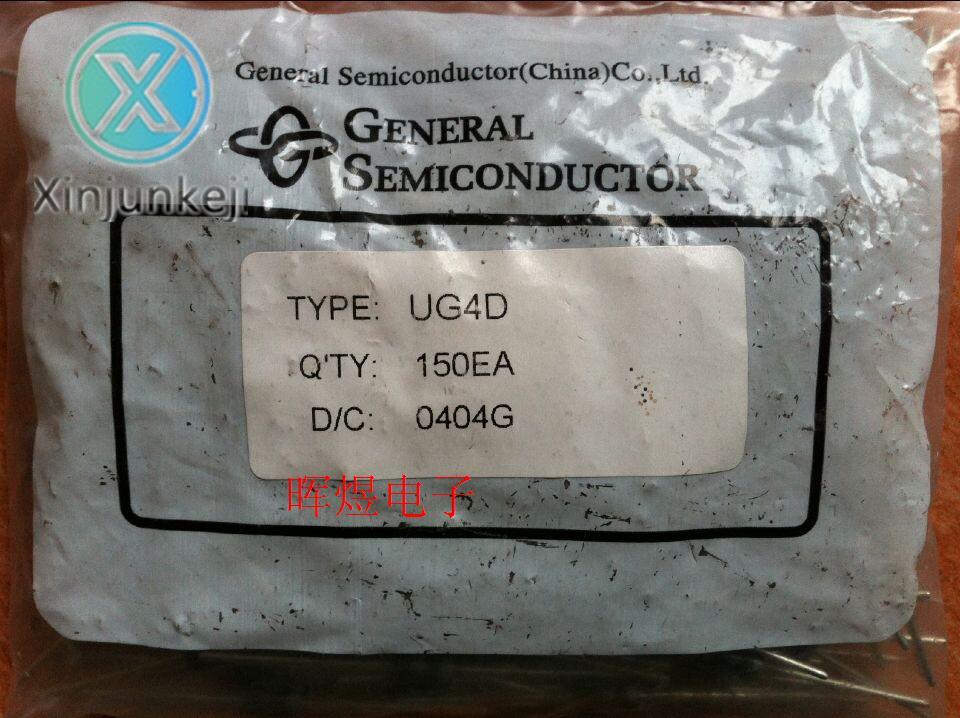 General Semiconductor(China)Co.,Ltd.
GENERAL
SEMICONDUCTOR
Xinjunkeji
TYPE: UG4D
Q'TY: 150EA
D/C: 0404G
晖煜电子